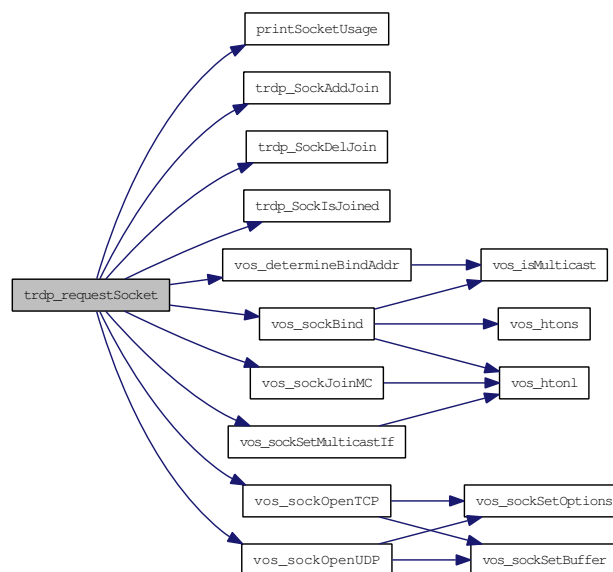 printSocketUsage
trdp_SockAddJoin
trdp_SockDelJoin
trdp_SockIsJoined
vos_determineBindAddr
vos_isMulticast
trdp_requestSocket
vos_sockBind
vos_htons
vos_sockJoinMC
vos_htonl
vos_sockSetMulticastIf
vos_sockOpenTCP
vos_sockSetOptions
vos_sockOpenUDP
vos_sockSetBuffer